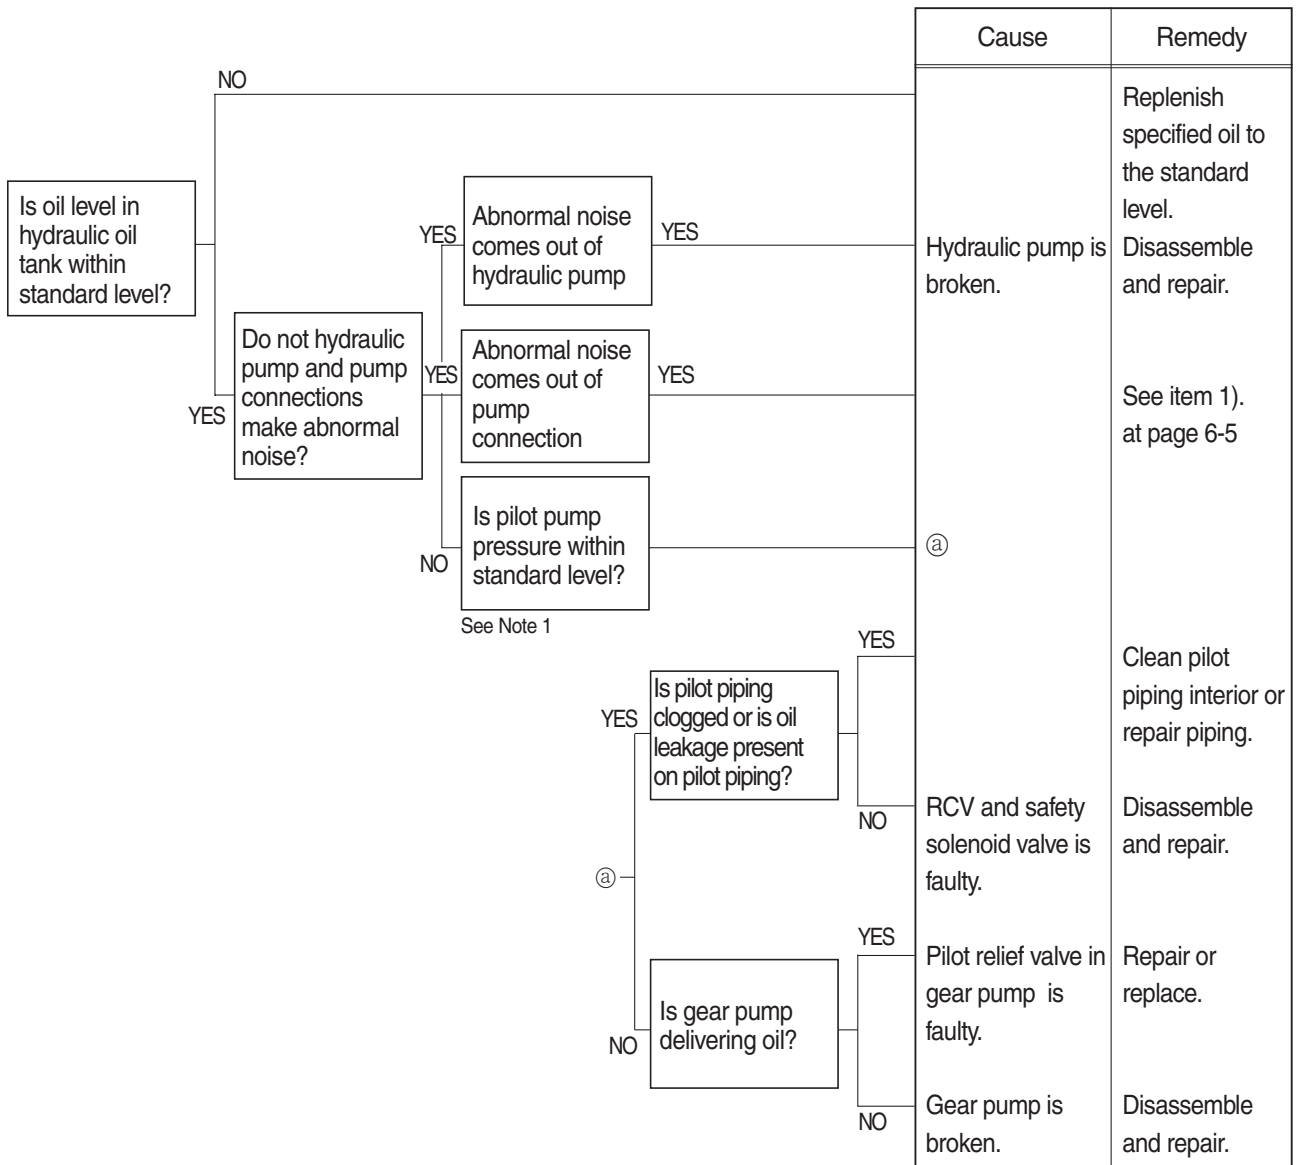 Cause
Remedy
NO
Replenish
specified oil to
the standard
level.
Is oil level in
hydraulic oil
tank within
standard level?
YES
Abnormal noise
comes out of
hydraulic pump
YES
Hydraulic pump is
broken.
Disassemble
and repair.
YES
Do not hydraulic
pump and pump
connections
make abnormal
noise?
YES
Abnormal noise
comes out of
pump
connection
YES
See item 1).
at page 6-5
NO
Is pilot pump
pressure within
standard level?
See Note 1
ⓐ
ⓐ
YES
Is pilot piping
clogged or is oil
leakage present
on pilot piping?
YES
Clean pilot
piping interior or
repair piping.
NO
RCV and safety
solenoid valve is
faulty.
Disassemble
and repair.
NO
Is gear pump
delivering oil?
YES
Pilot relief valve in
gear pump is
faulty.
Repair or
replace.
NO
Gear pump is
broken.
Disassemble
and repair.